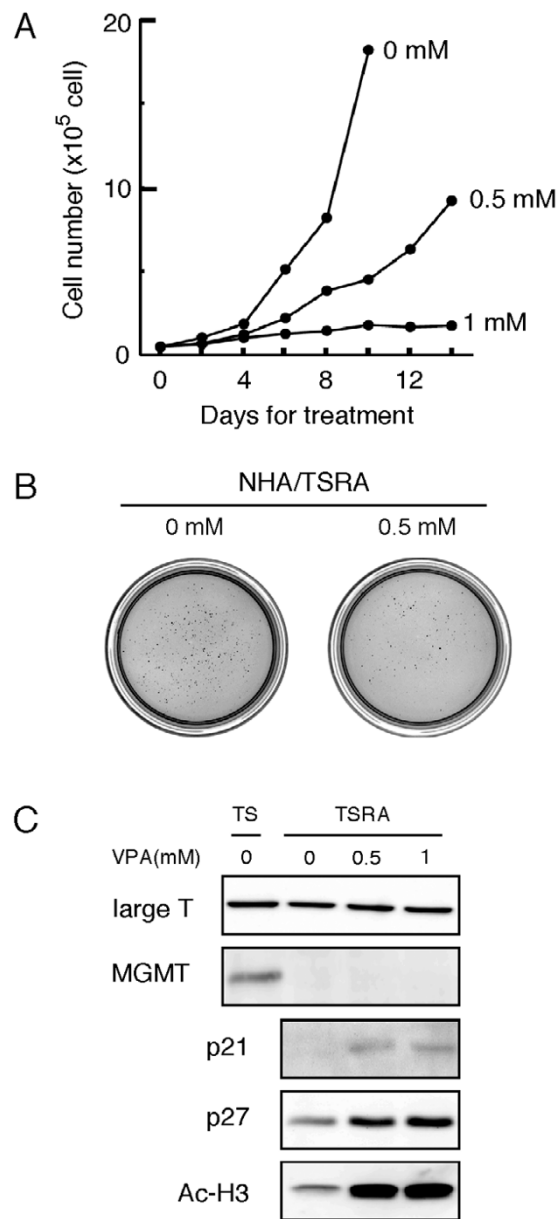 A
20
10
0
Cell number (x10⁵ cell)
0 mM
0.5 mM
1 mM
0 4 8 12
Days for treatment
B
NHA/TSRA
0 mM 0.5 mM
C
TS TSRA
VPA(mM) 0 0 0.5 1
large T
MGMT
p21
p27
Ac-H3